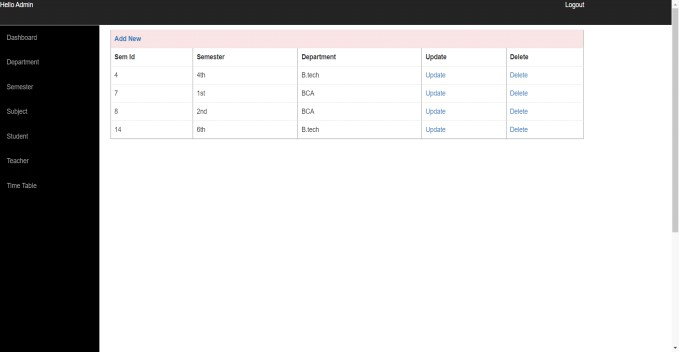 Hello Admin Logout
Dashboard
Department
Semester
Subject
Student
Teacher
Time Table
Add New
Sem Id Semester Department Update Delete
4 4th B.tech Update Delete
7 1st BCA Update Delete
8 2nd BCA Update Delete
14 6th B.tech Update Delete